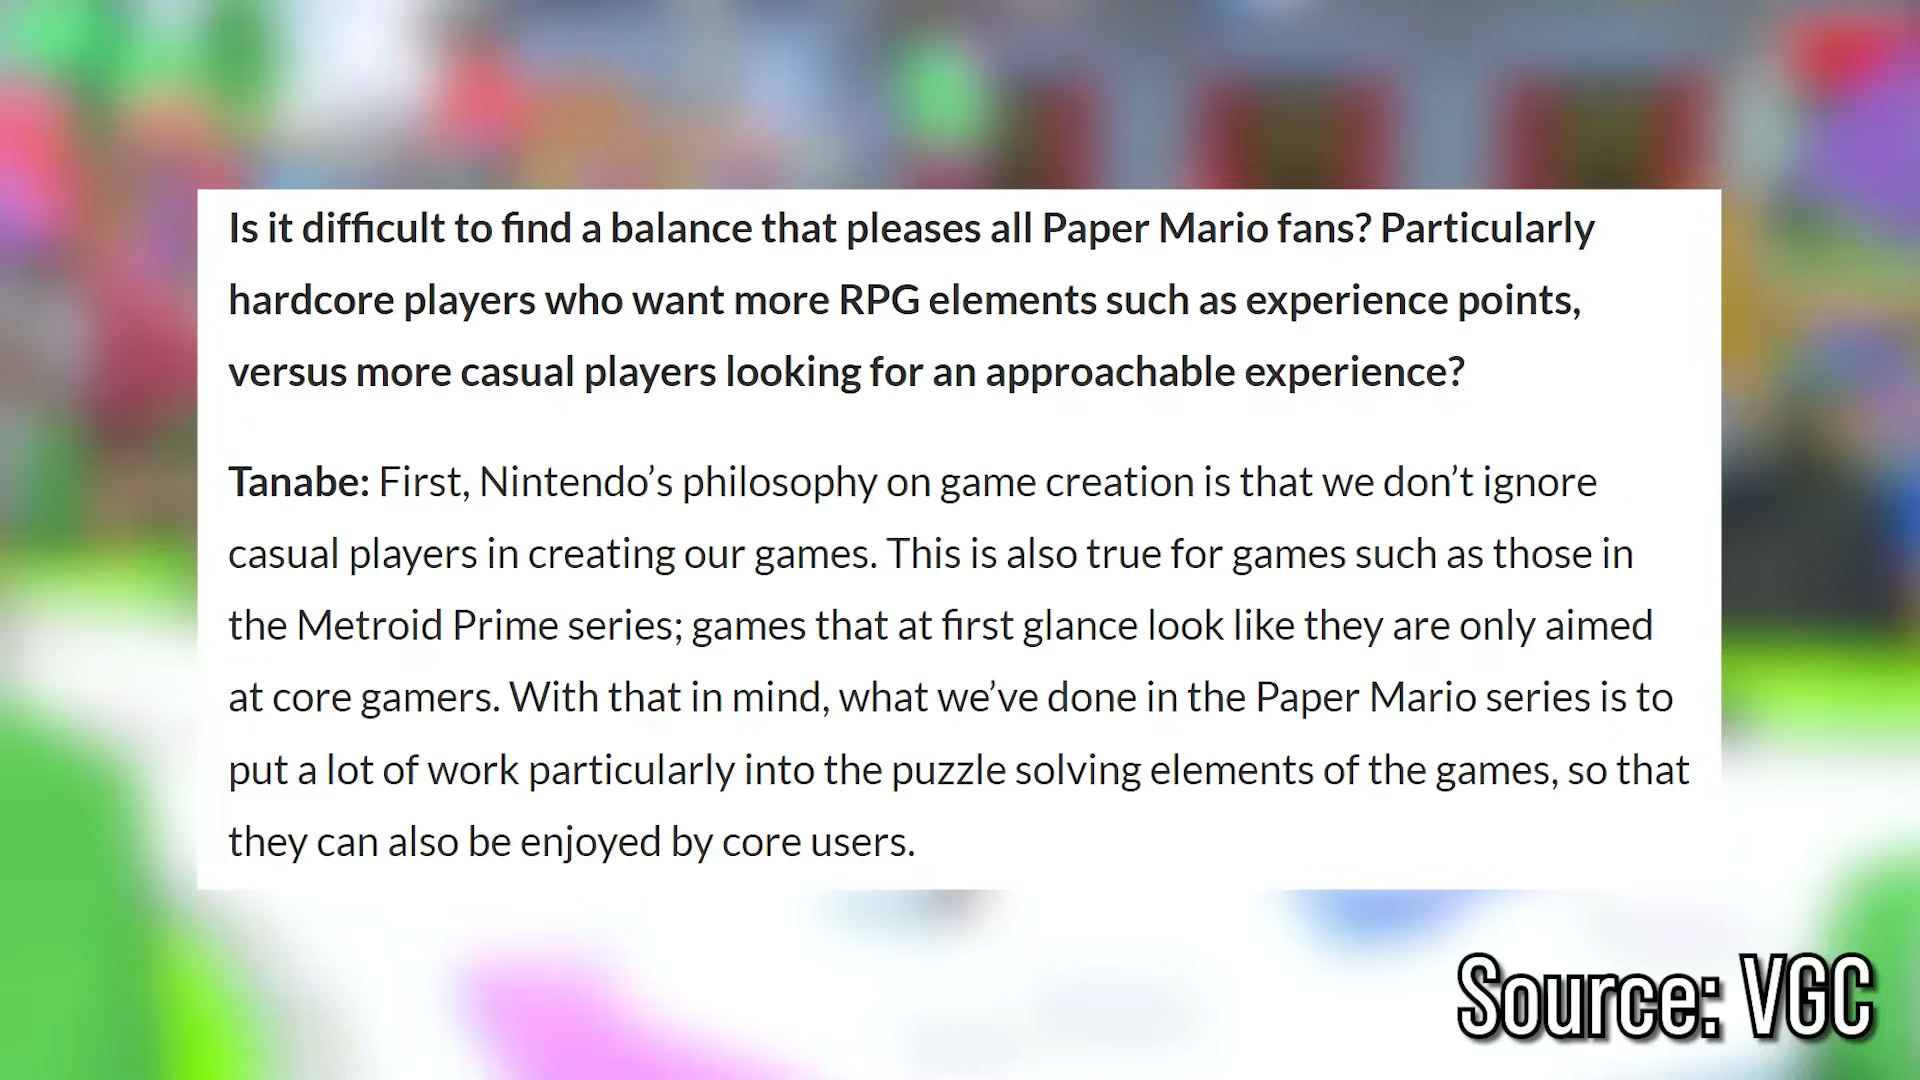 Is it difficult to find a balance that pleases all Paper Mario fans? Particularly
hardcore players who want more RPG elements such as experience points,
versus more casual players looking for an approachable experience?
Tanabe: First, Nintendo’s philosophy on game creation is that we don’t ignore
casual players in creating our games. This is also true for games such as those in
the Metroid Prime series; games that at first glance look like they are only aimed
at core gamers. With that in mind, what we’ve done in the Paper Mario series is to
put a lot of work particularly into the puzzle solving elements of the games, so that
they can also be enjoyed by core users.
Source: VGC